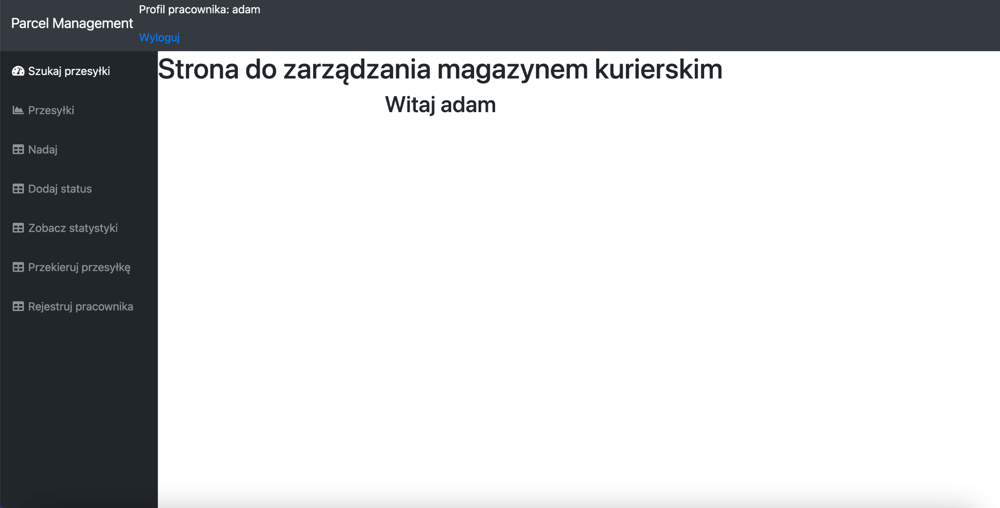 Parcel Management
Profil pracownika: adam
Wyloguj
Szukaj przesyłki
Przesyłki
Nadaj
Dodaj status
Zobacz statystyki
Przekieruj przesyłkę
Rejestruj pracownika
Strona do zarządzania magazynem kurierskim
Witaj adam